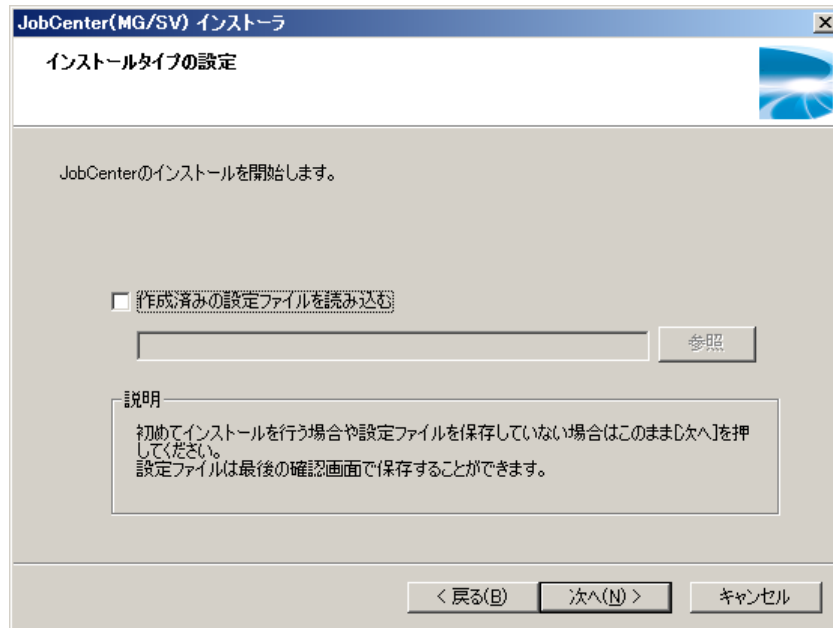 JobCenter(MG/SV) インストーラ
インストールタイプの設定
JobCenterのインストールを開始します。
作成済みの設定ファイルを読み込む
参照
説明
初めてインストールを行う場合や設定ファイルを保存していない場合はこのまま[次へ]を押
してください。
設定ファイルは最後の確認画面で保存することができます。
< 戻る(B)
次へ(N) >
キャンセル